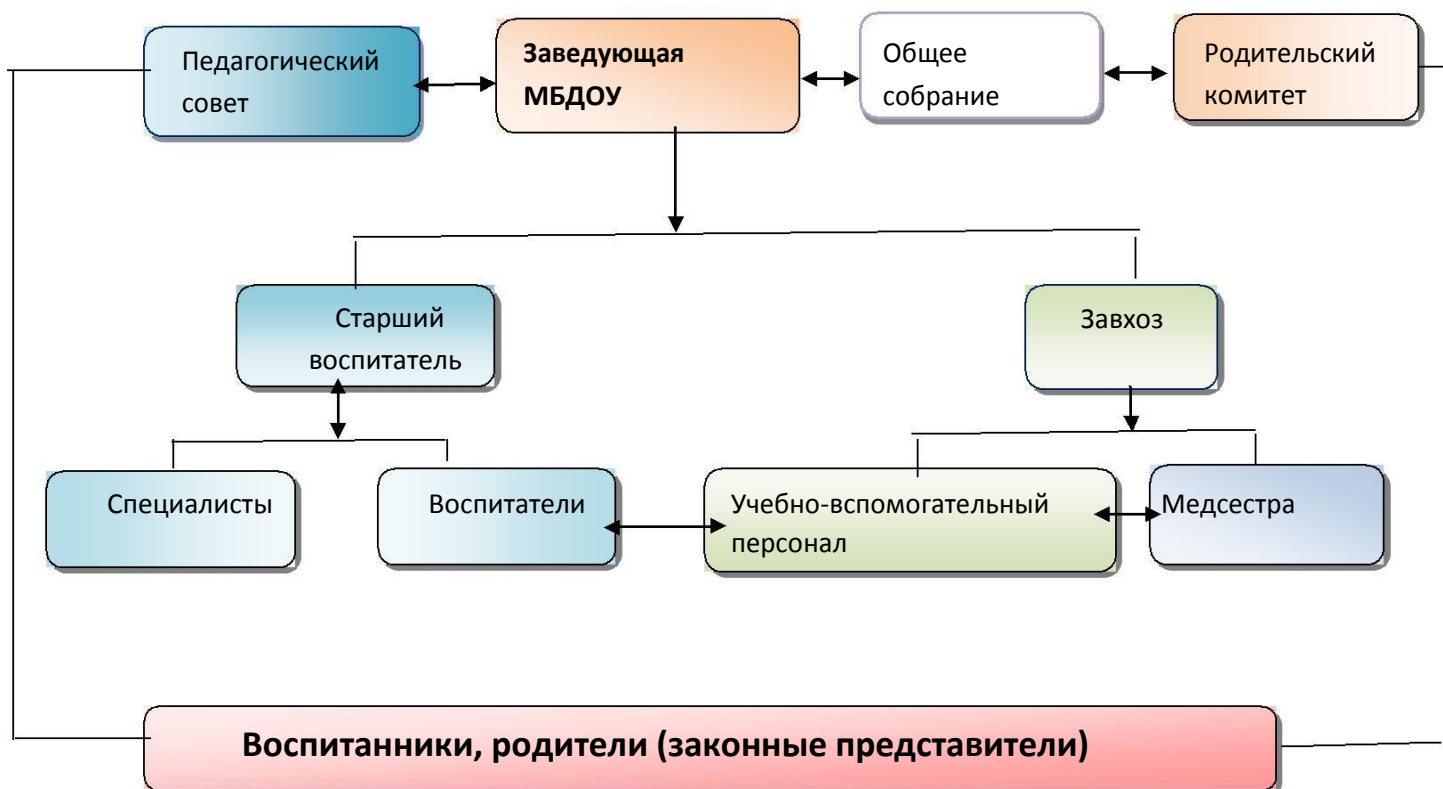 Педагогический
совет
Заведующая
МБДОУ
Общее
собрание
Родительский
комитет
Старший
воспитатель
Завхоз
Специалисты
Воспитатели
Учебно-вспомогательный
персонал
Медсестра
Воспитанники, родители (законные представители)